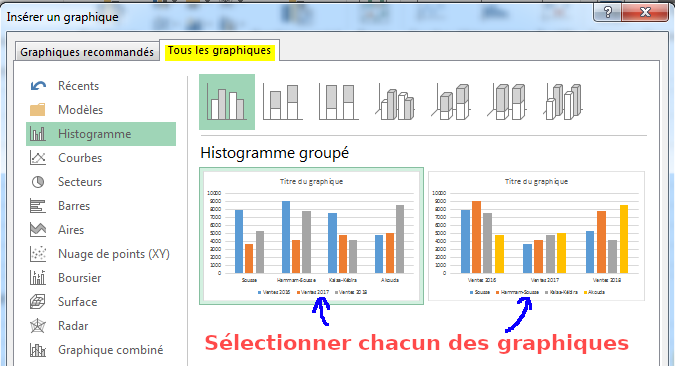 Insérer un graphique
?
Graphiques recommandés
Tous les graphiques
Récents
Modèles
Histogramme
Courbes
Secteurs
Barres
Aires
Nuage de points (XY)
Boursier
Surface
Radar
Graphique combiné
Histogramme groupé
Titre du graphique
10000
9000
8000
7000
6000
5000
4000
3000
2000
1000
0
Sousse Hammam-Sousse Kalaa-Kébira Akouda
Ventes 2016 Ventes 2017 Ventes 2018
Titre du graphique
10000
9000
8000
7000
6000
5000
4000
3000
2000
1000
0
Ventes 2016 Ventes 2017 Ventes 2018
Sousse Hammam-Sousse Kalaa-Kébira Akouda
Sélectionner chacun des graphiques